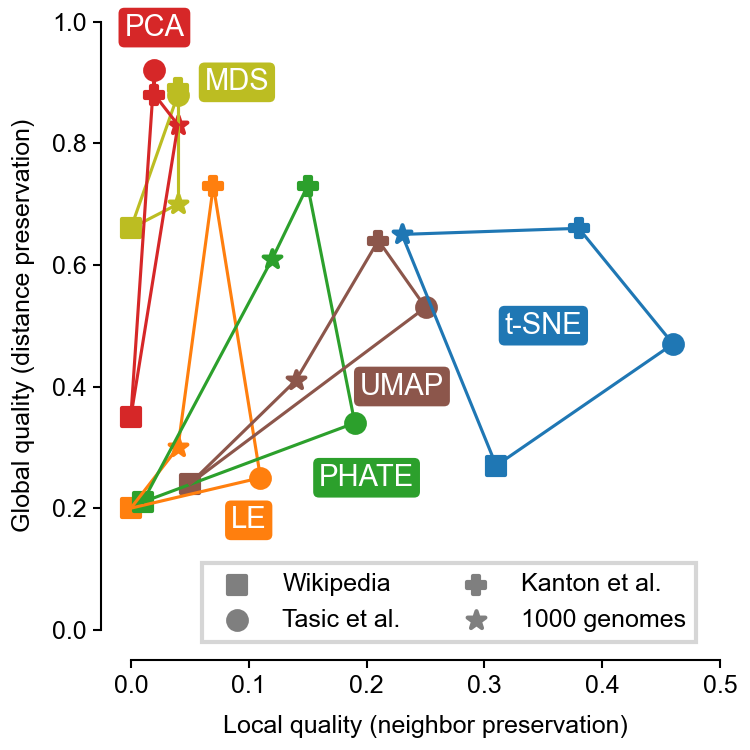 PCA
MDS
t-SNE
UMAP
PHATE
LE
Global quality (distance preservation)
1.0
0.8
0.6
0.4
0.2
0.0
Wikipedia
Kanton et al.
Tasic et al.
1000 genomes
0.0 0.1 0.2 0.3 0.4 0.5
Local quality (neighbor preservation)